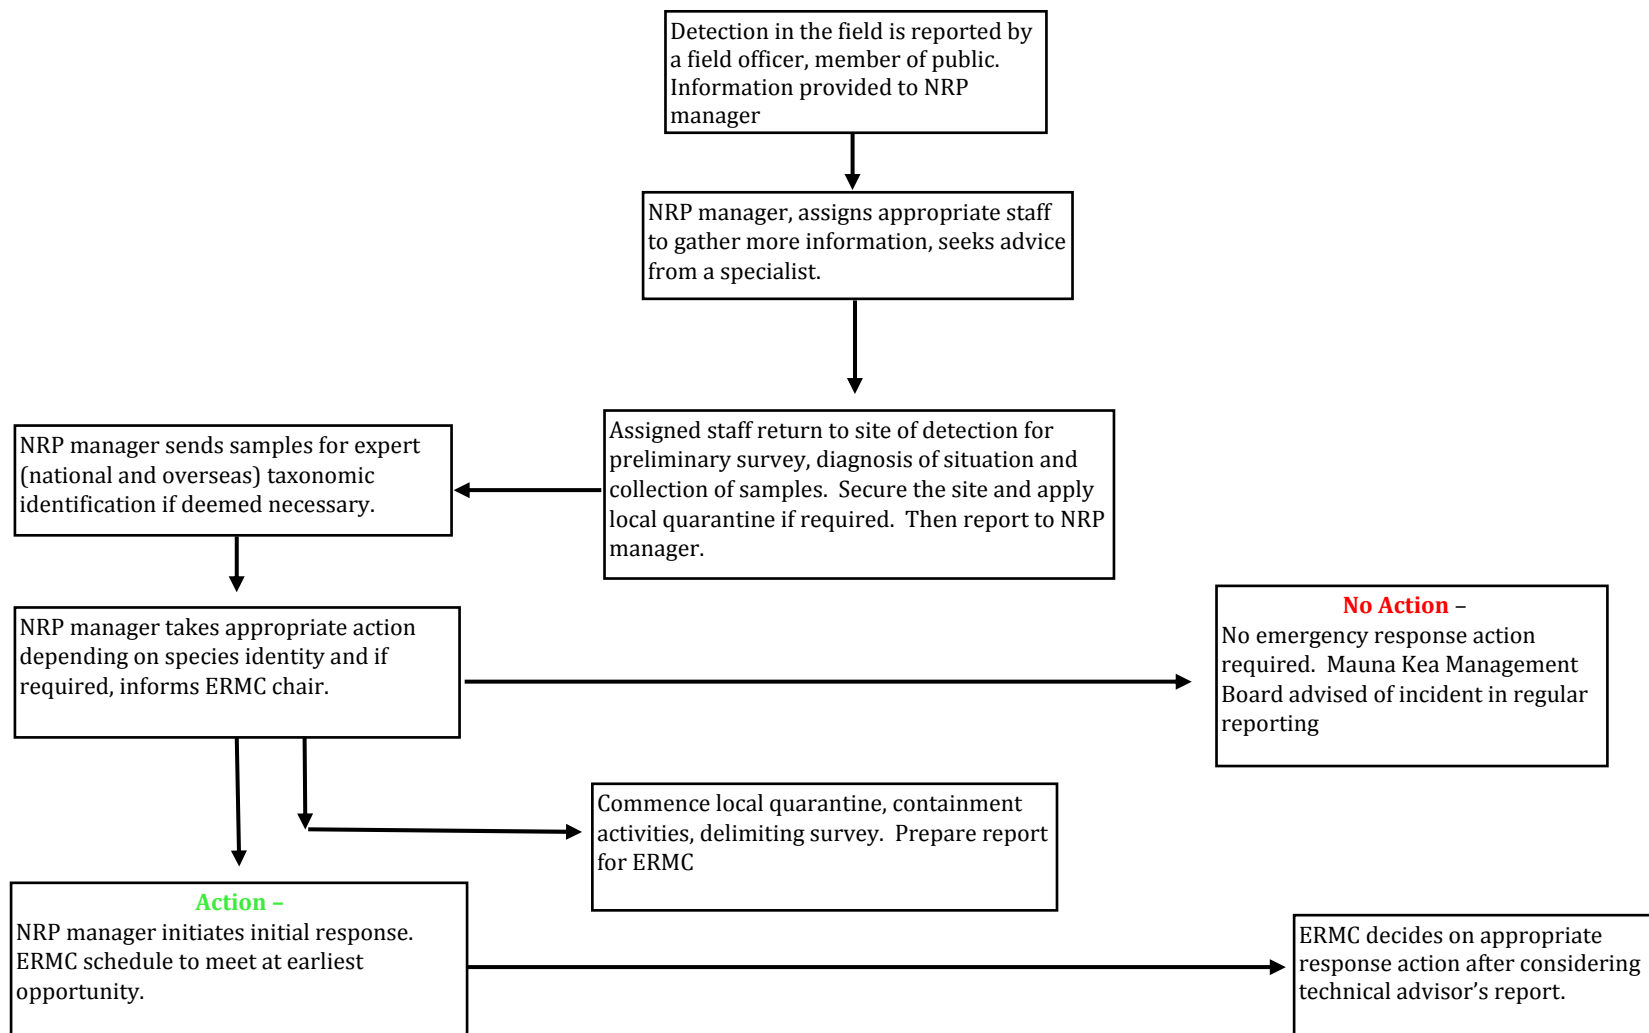 Detection in the field is reported by
a field officer, member of public.
Information provided to NRP
manager
NRP manager, assigns appropriate staff
to gather more information, seeks advice
from a specialist.
Assigned staff return to site of detection for
preliminary survey, diagnosis of situation and
collection of samples.  Secure the site and apply
local quarantine if required.  Then report to NRP
manager.
NRP manager sends samples for expert
(national and overseas) taxonomic
identification if deemed necessary.
NRP manager takes appropriate action
depending on species identity and if
required, informs ERMC chair.
No Action –
No emergency response action
required.  Mauna Kea Management
Board advised of incident in regular
reporting
Commence local quarantine, containment
activities, delimiting survey.  Prepare report
for ERMC
Action –
NRP manager initiates initial response.
ERMC schedule to meet at earliest
opportunity.
ERMC decides on appropriate
response action after considering
technical advisor’s report.